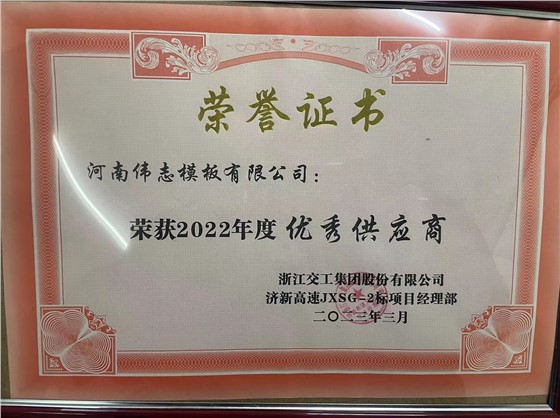 荣誉证书
河南伟志模板有限公司：
荣获2022年度优秀供应商
浙江交工集团股份有限公司
济新高速JXSG-2标项目经理部
二〇二三年三月